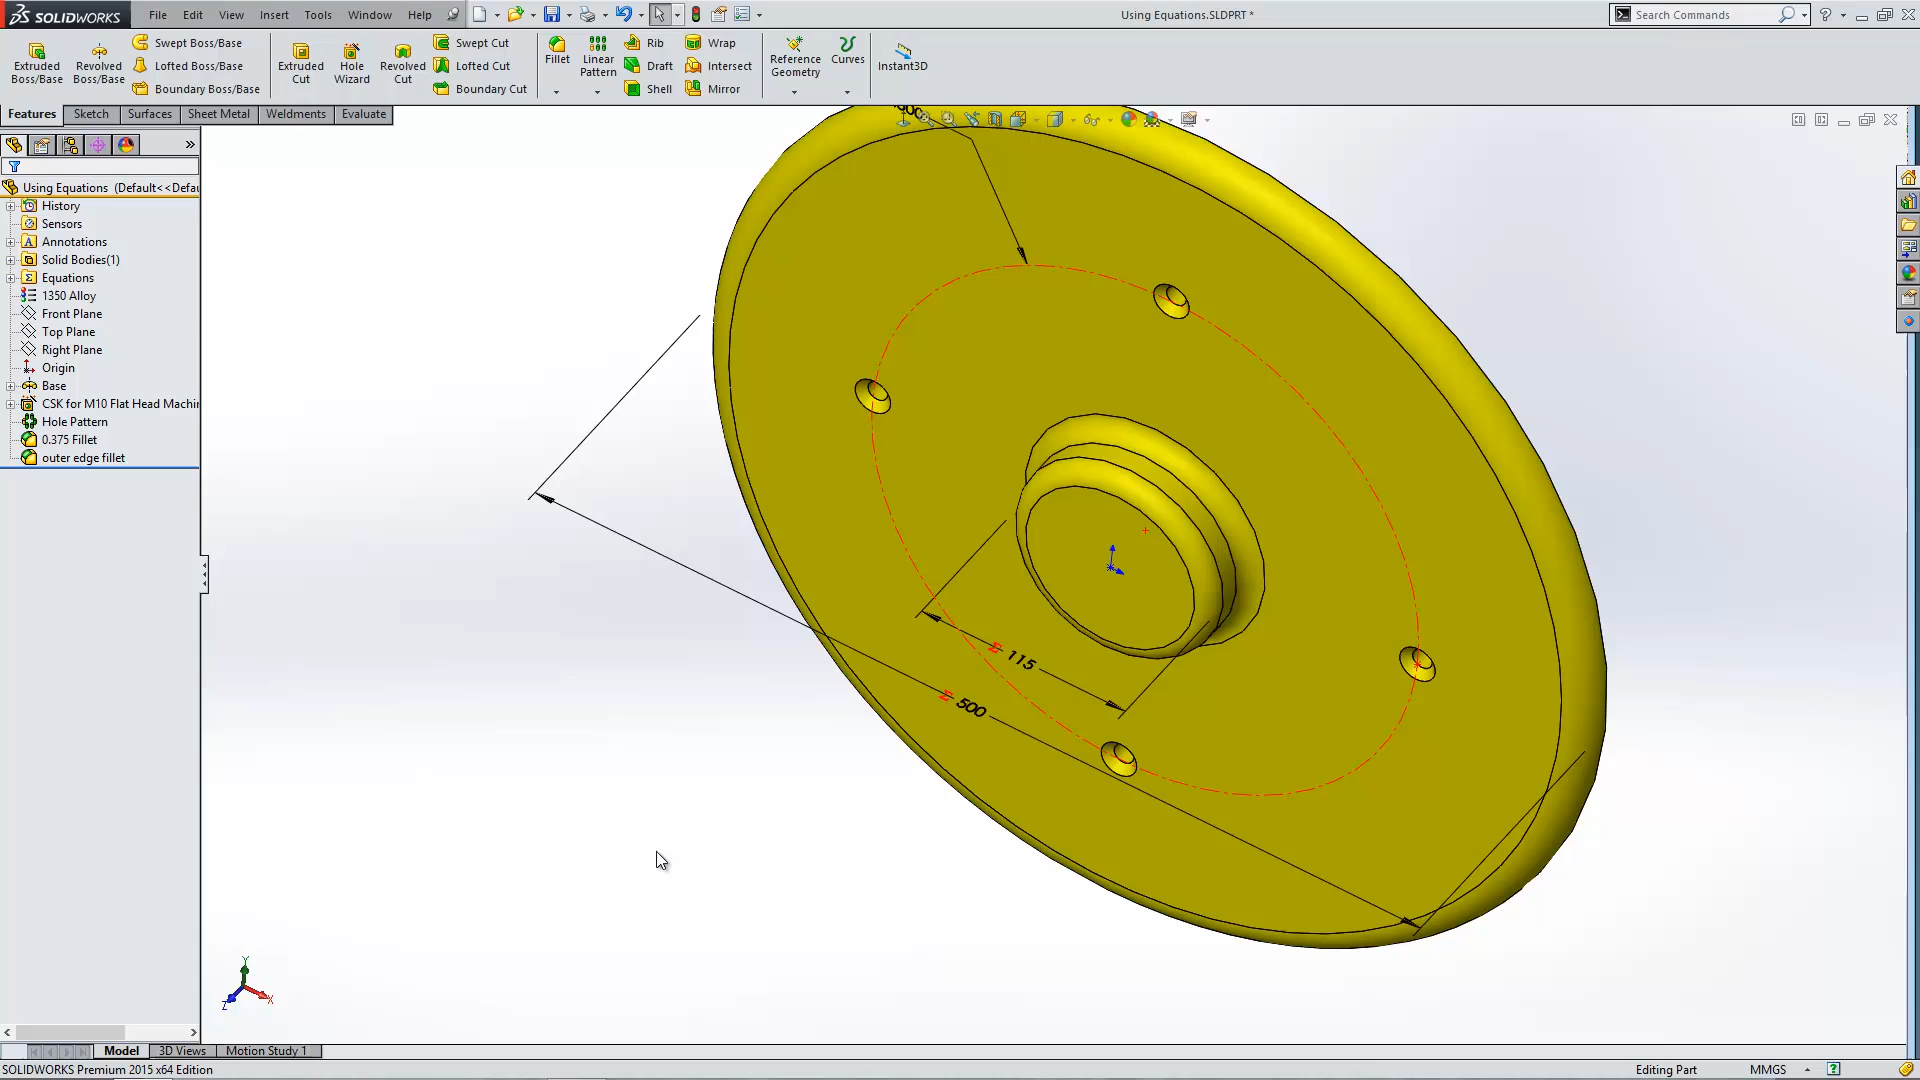 SOLIDWORKS
File Edit View Insert Tools Window Help
Using Equations.SLDPRT *
Search Commands
Extruded Boss/Base
Revolved Boss/Base
Swept Boss/Base
Lofted Boss/Base
Boundary Boss/Base
Extruded Cut
Hole Wizard
Revolved Cut
Swept Cut
Lofted Cut
Boundary Cut
Fillet
Linear Pattern
Rib
Draft
Shell
Wrap
Intersect
Mirror
Reference Geometry
Curves
Instant3D
Features Sketch Surfaces Sheet Metal Weldments Evaluate
Using Equations (Default<<Defau
History
Sensors
Annotations
Solid Bodies(1)
Equations
1350 Alloy
Front Plane
Top Plane
Right Plane
Origin
Base
CSK for M10 Flat Head Machin
Hole Pattern
0.375 Fillet
outer edge fillet
Σ 115
Σ 500
Y
Z
X
Model 3D Views Motion Study 1
SOLIDWORKS Premium 2015 x64 Edition
Editing Part
MMGS